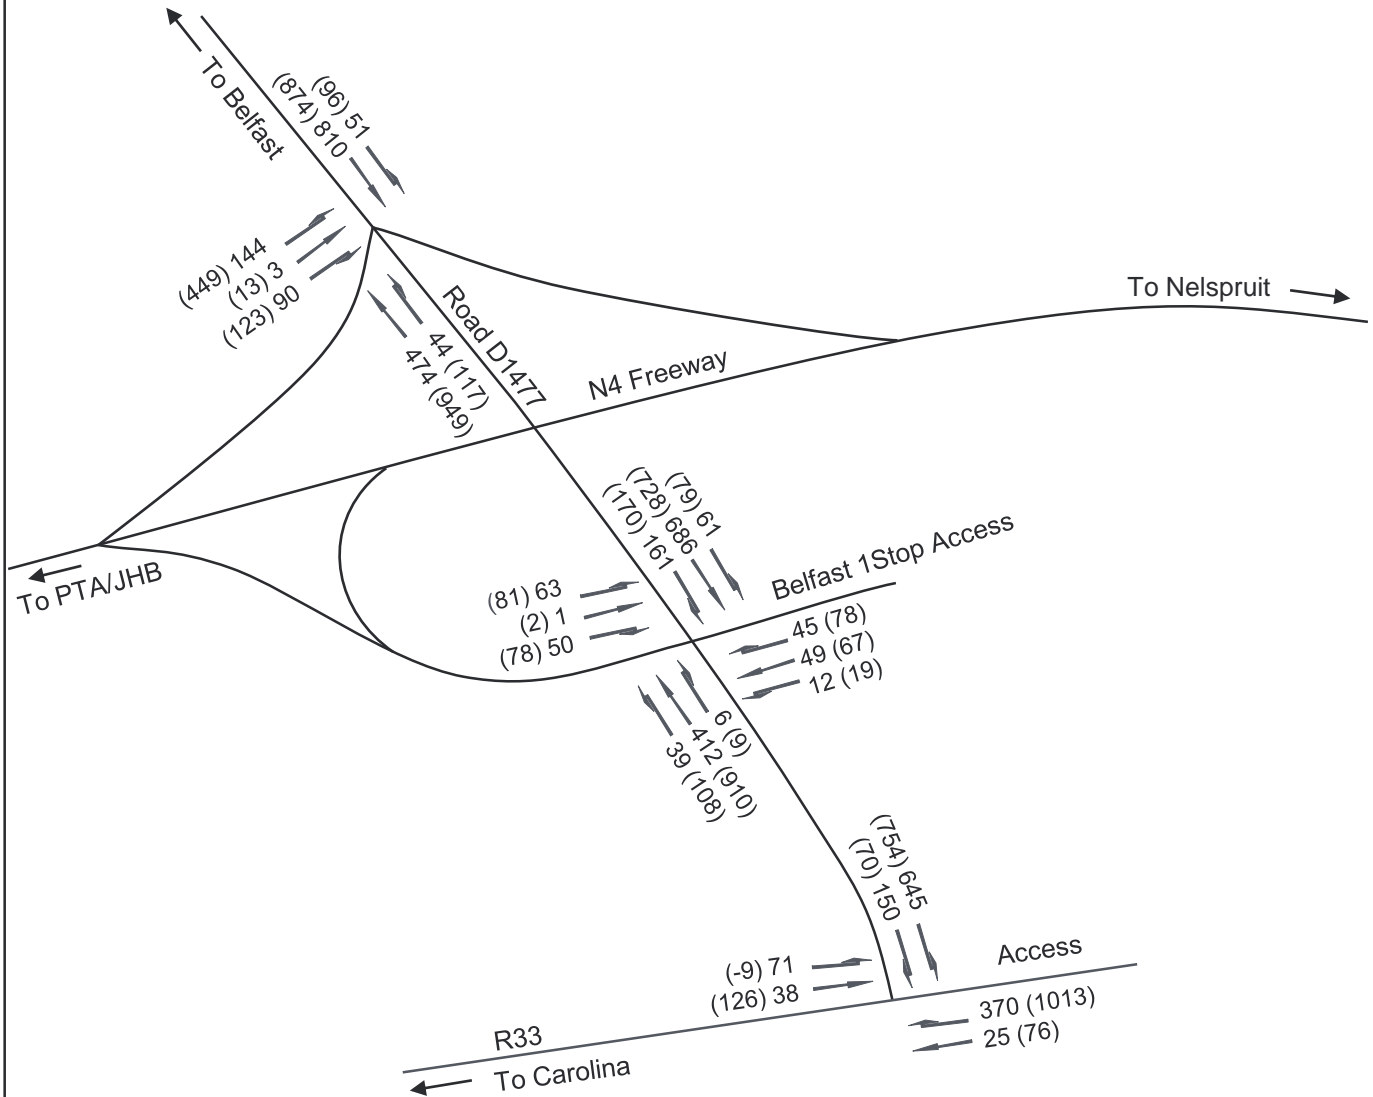 To Belfast
(96) 51
(874) 810
(449) 144
(13) 3
(123) 90
Road D1477
44 (117)
474 (949)
N4 Freeway
To Nelspruit
To PTA/JHB
(79) 61
(728) 686
(170) 161
Belfast 1Stop Access
(81) 63
(2) 1
(78) 50
45 (78)
49 (67)
12 (19)
6 (9)
412 (910)
39 (108)
(754) 645
(70) 150
Access
(-9) 71
(126) 38
370 (1013)
25 (76)
R33
To Carolina